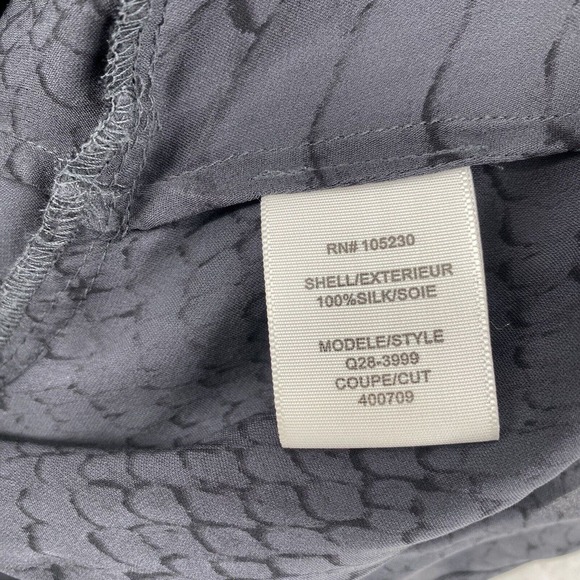 RN# 105230
SHELL/EXTERIEUR
100%SILK/SOIE
MODELE/STYLE
Q28-3999
COUPE/CUT
400709